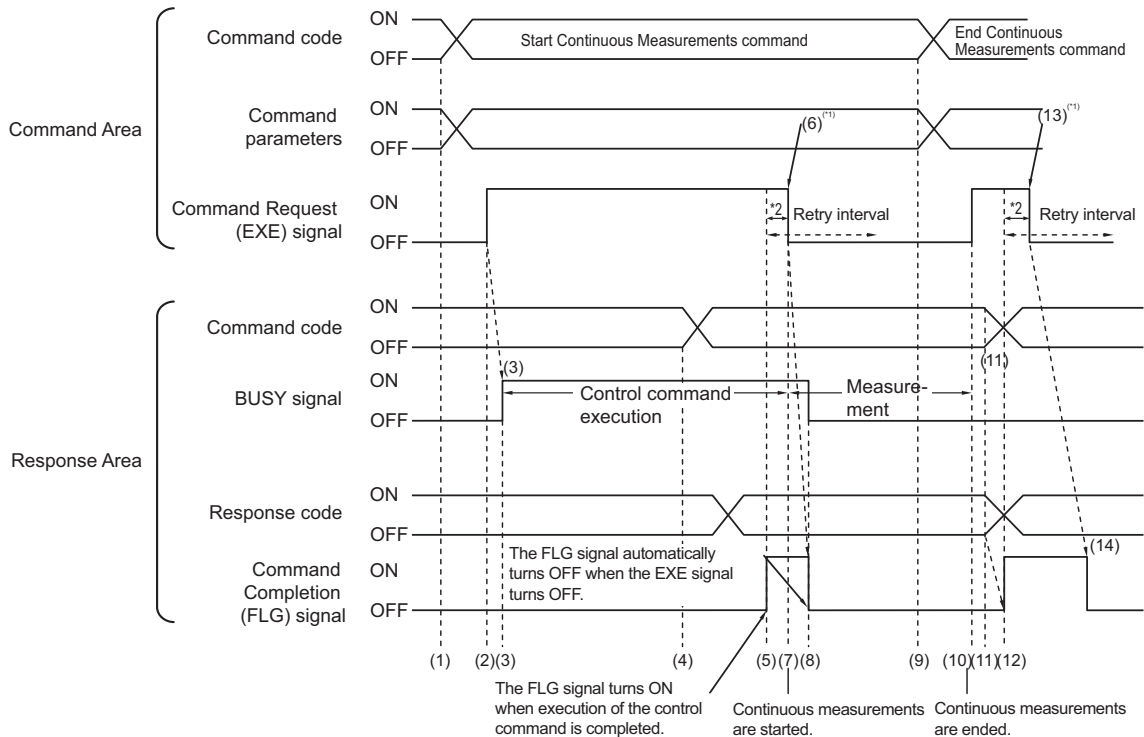 Command Area
Command code
ON
OFF
Start Continuous Measurements command
End Continuous
Measurements command
Command
parameters
ON
OFF
(6)(*1)
(13)(*1)
Command Request
(EXE) signal
ON
OFF
*2
Retry interval
*2
Retry interval
Response Area
Command code
ON
OFF
(11)
BUSY signal
ON
OFF
(3)
Control command
execution
Measure-
ment
Response code
ON
OFF
Command
Completion
(FLG) signal
ON
OFF
The FLG signal automatically
turns OFF when the EXE signal
turns OFF.
(14)
(1) (2)(3) (4) (5)(7)(8) (9) (10)(11)(12)
The FLG signal turns ON
when execution of the control
command is completed.
Continuous measurements
are started.
Continuous measurements
are ended.